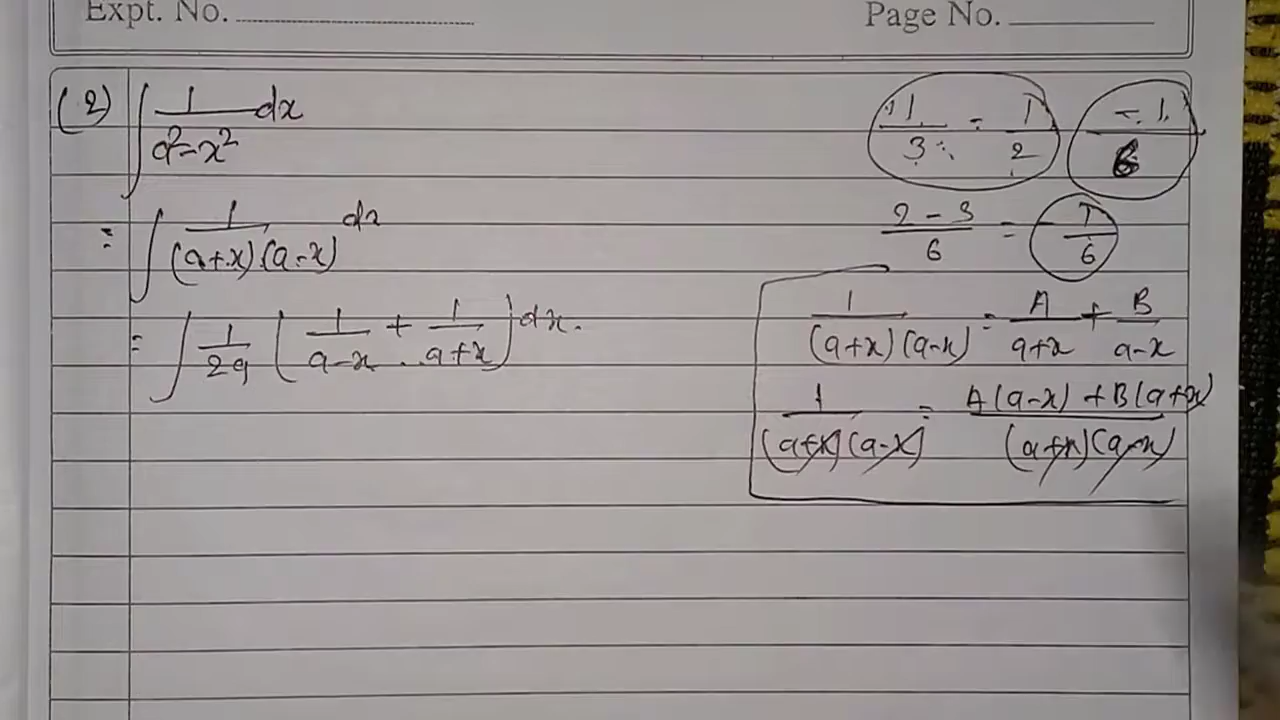 Expt. No. Page No.
(2) ∫ 1/(a²-x²) dx
= ∫ 1/((a+x)(a-x)) dx
= ∫ 1/2a (1/(a-x) + 1/(a+x)) dx.
1/3 - 1/2 -1/6
(2-3)/6 = -1/6
1/((a+x)(a-x)) = A/(a+x) + B/(a-x)
1/((a+x)(a-x)) = (A(a-x) + B(a+x))/((a+x)(a-x))